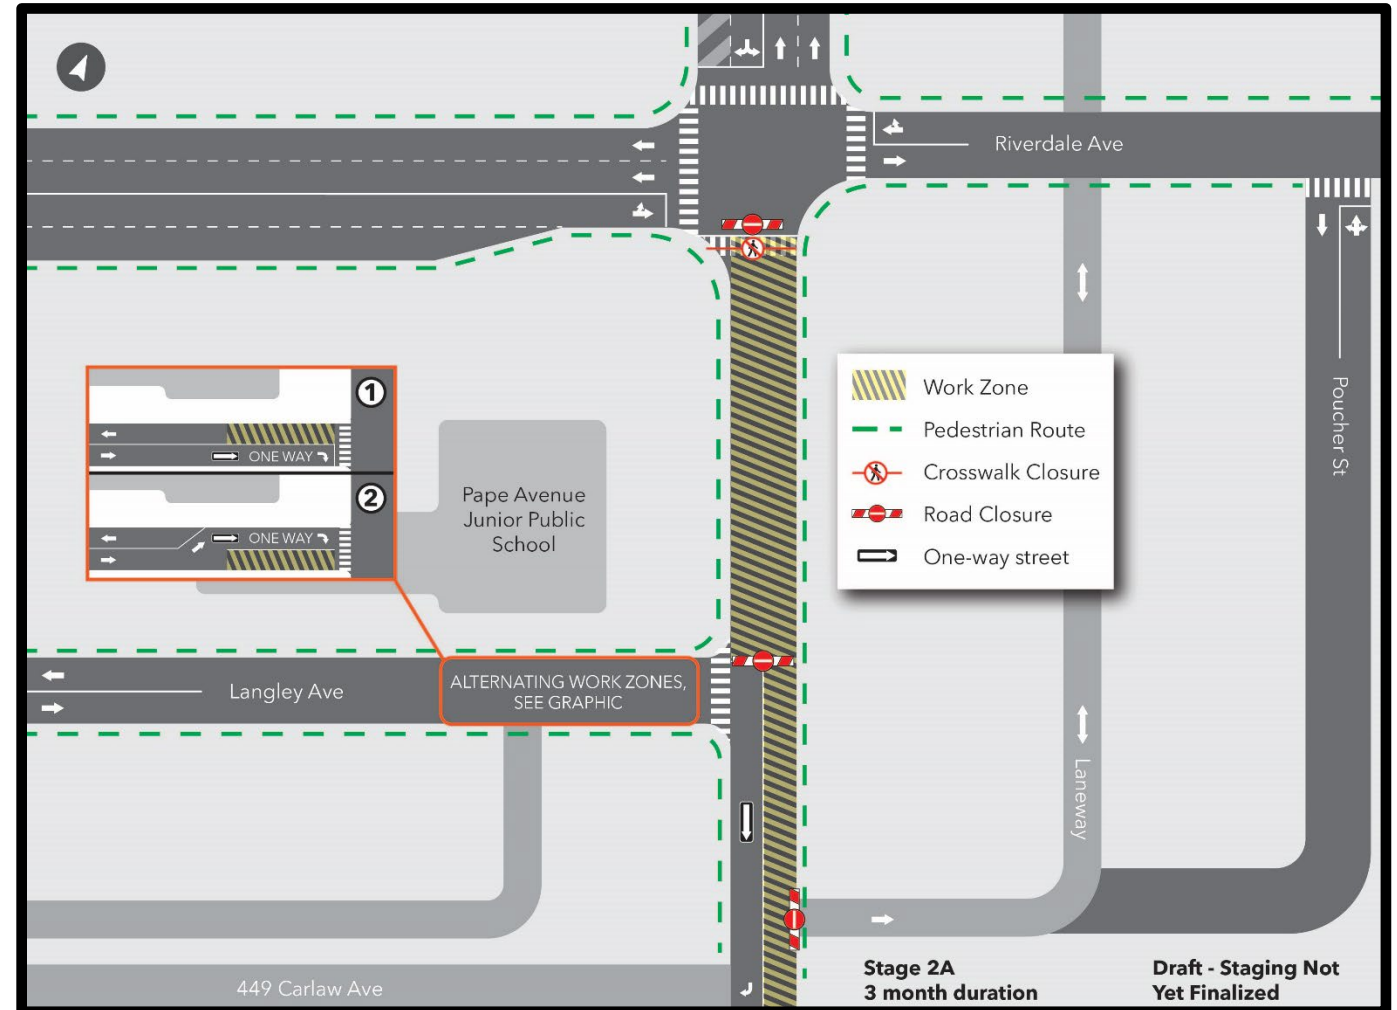 Riverdale Ave
1
ONE WAY
2
ONE WAY
Pape Avenue
Junior Public
School
Work Zone
Pedestrian Route
Crosswalk Closure
Road Closure
One-way street
Poucher St
Langley Ave
ALTERNATING WORK ZONES,
SEE GRAPHIC
Laneway
449 Carlaw Ave
Stage 2A
3 month duration
Draft - Staging Not
Yet Finalized